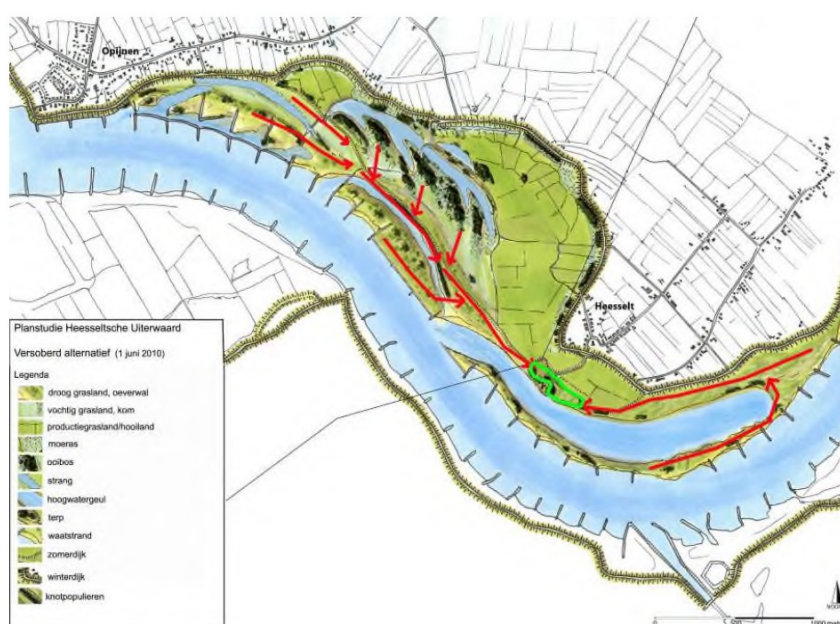 Opijnen
Heesselt
Planstudie Heesseltsche Uiterwaard
Versoberd alternatief (1 juni 2010)
Legenda
droog grasland, oeverwal
vochtig grasland, kom
productiegrasland/hooiland
moeras
ooibos
strang
hoogwatergeul
terp
waatstrand
zomerdijk
winterdijk
knotpopulieren
0